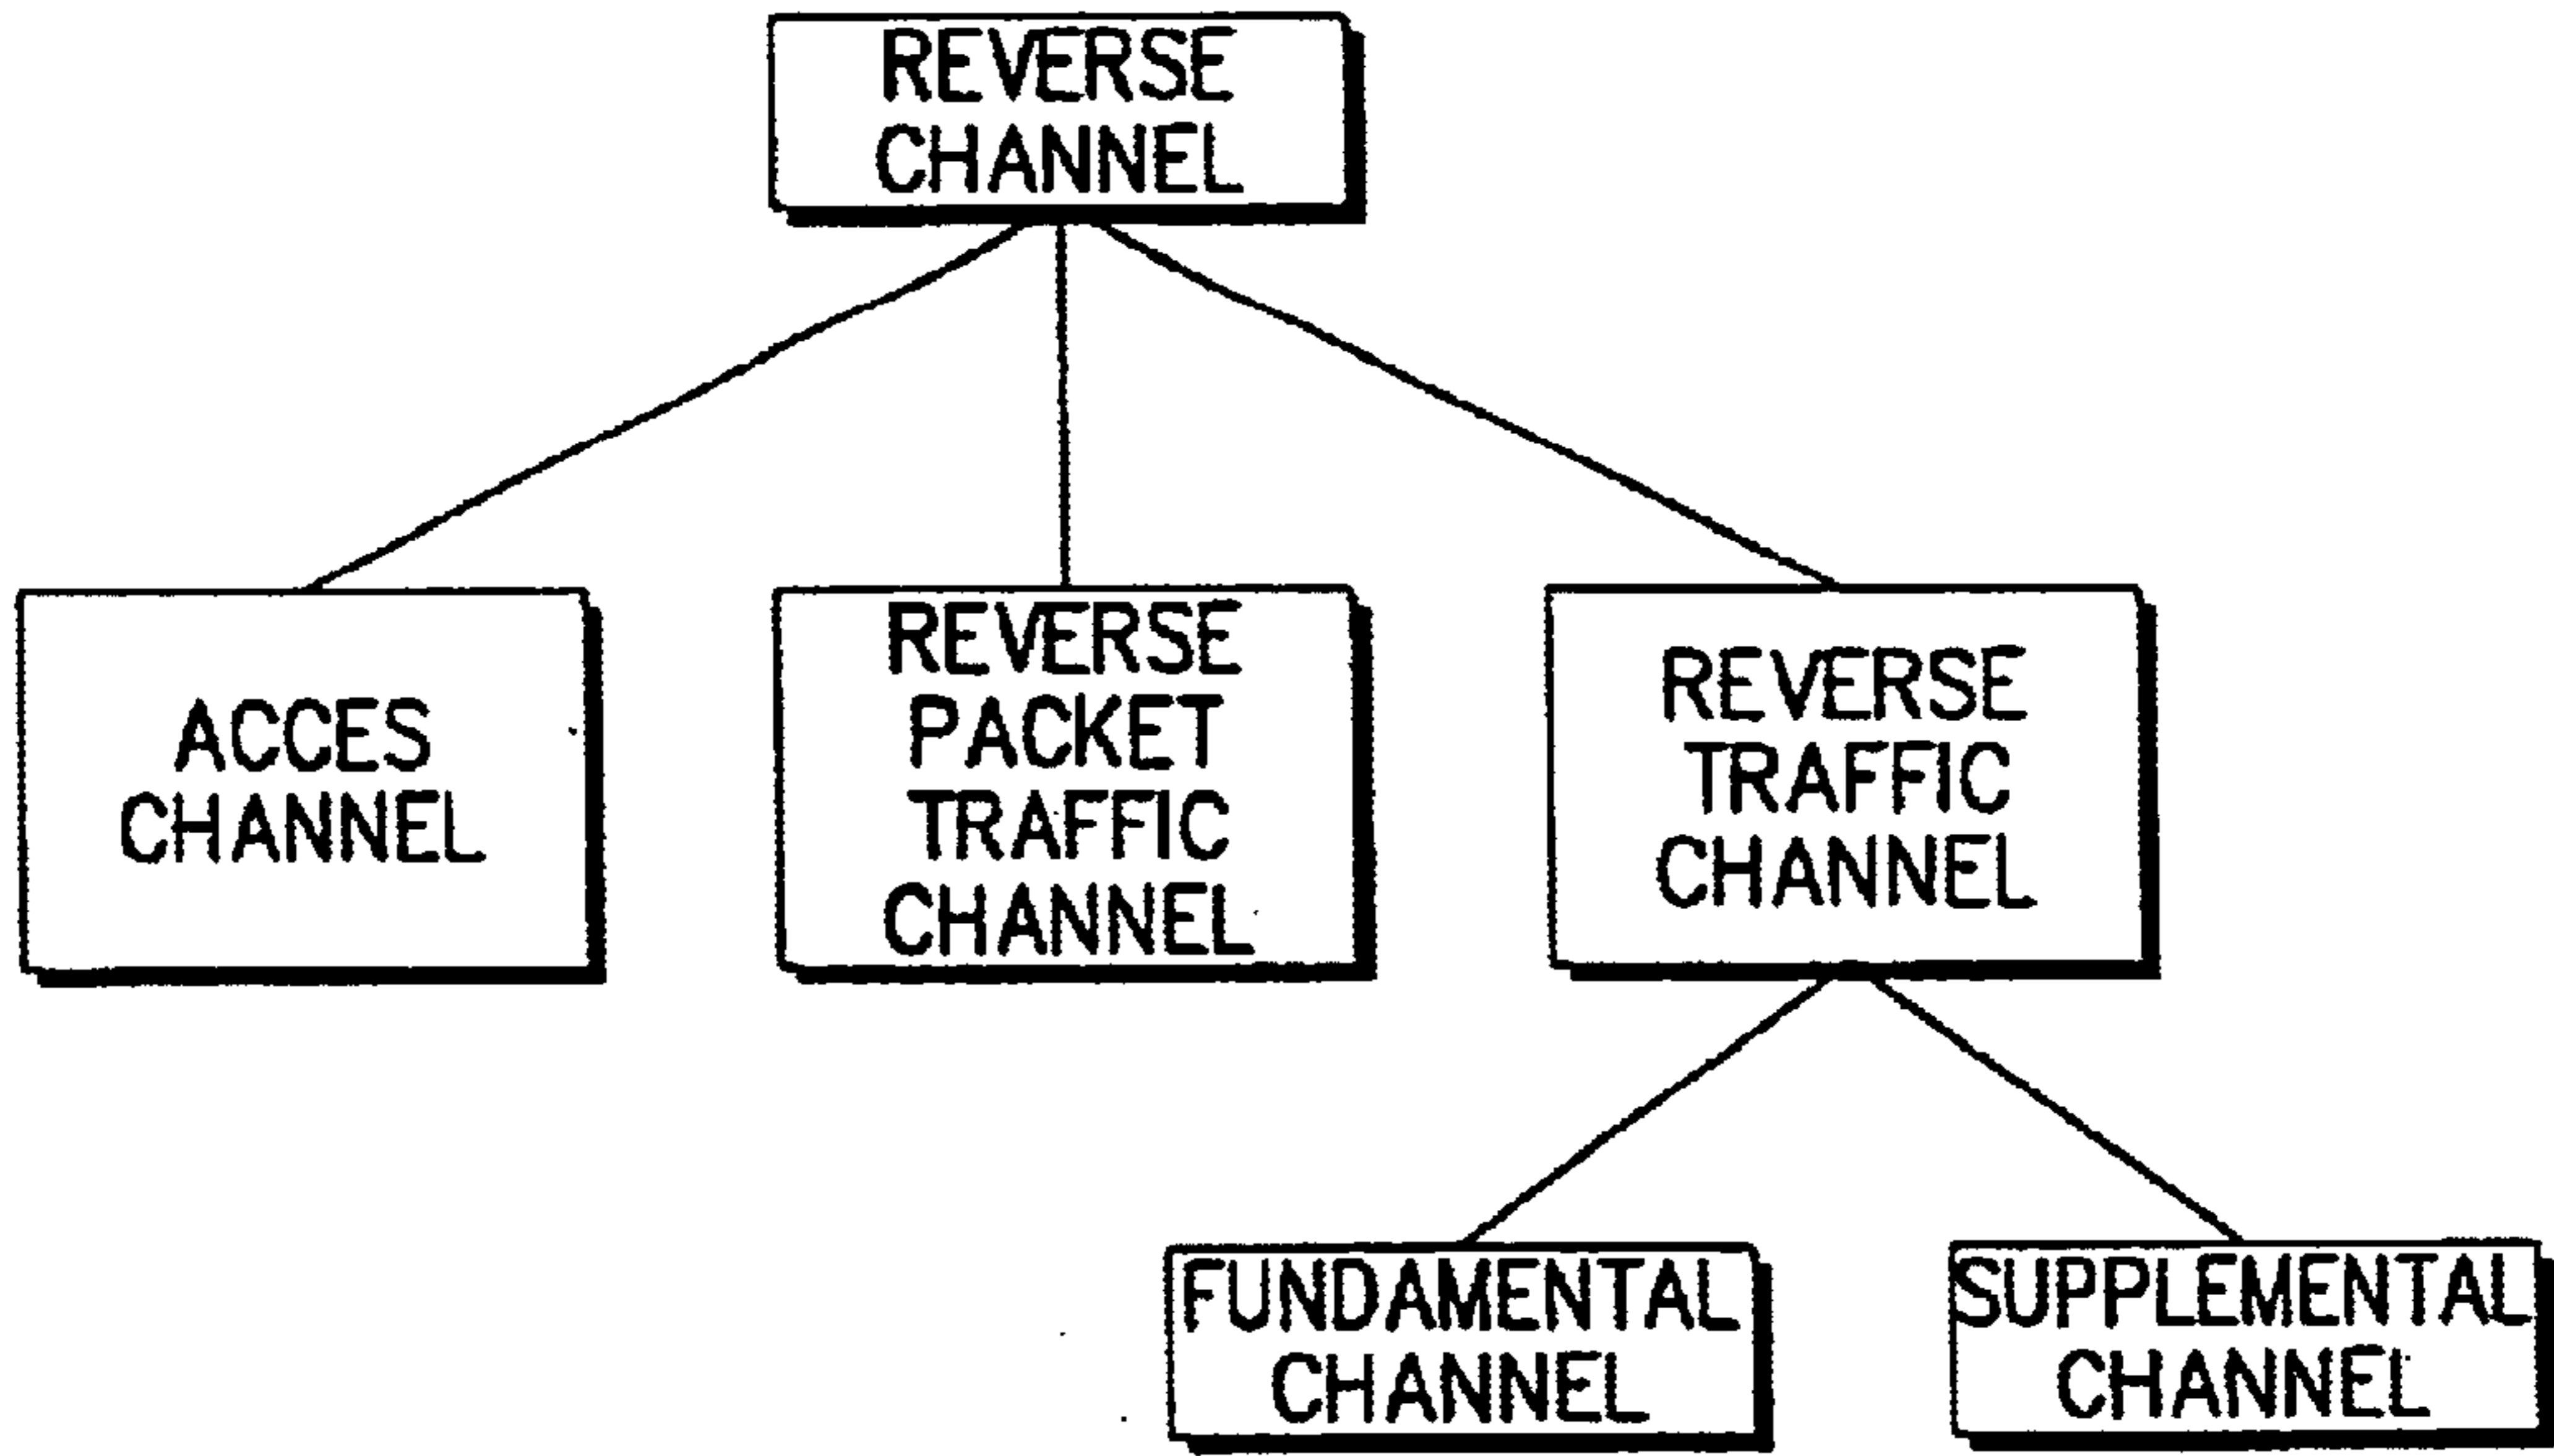 REVERSE
CHANNEL
ACCES
CHANNEL
REVERSE
PACKET
TRAFFIC
CHANNEL
REVERSE
TRAFFIC
CHANNEL
FUNDAMENTAL
CHANNEL
SUPPLEMENTAL
CHANNEL